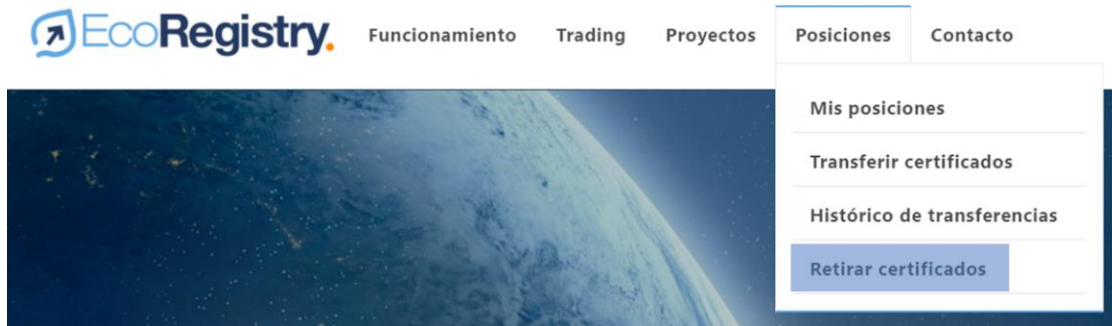 EcoRegistry. Funcionamiento Trading Proyectos Posiciones Contacto
Mis posiciones
Transferir certificados
Histórico de transferencias
Retirar certificados